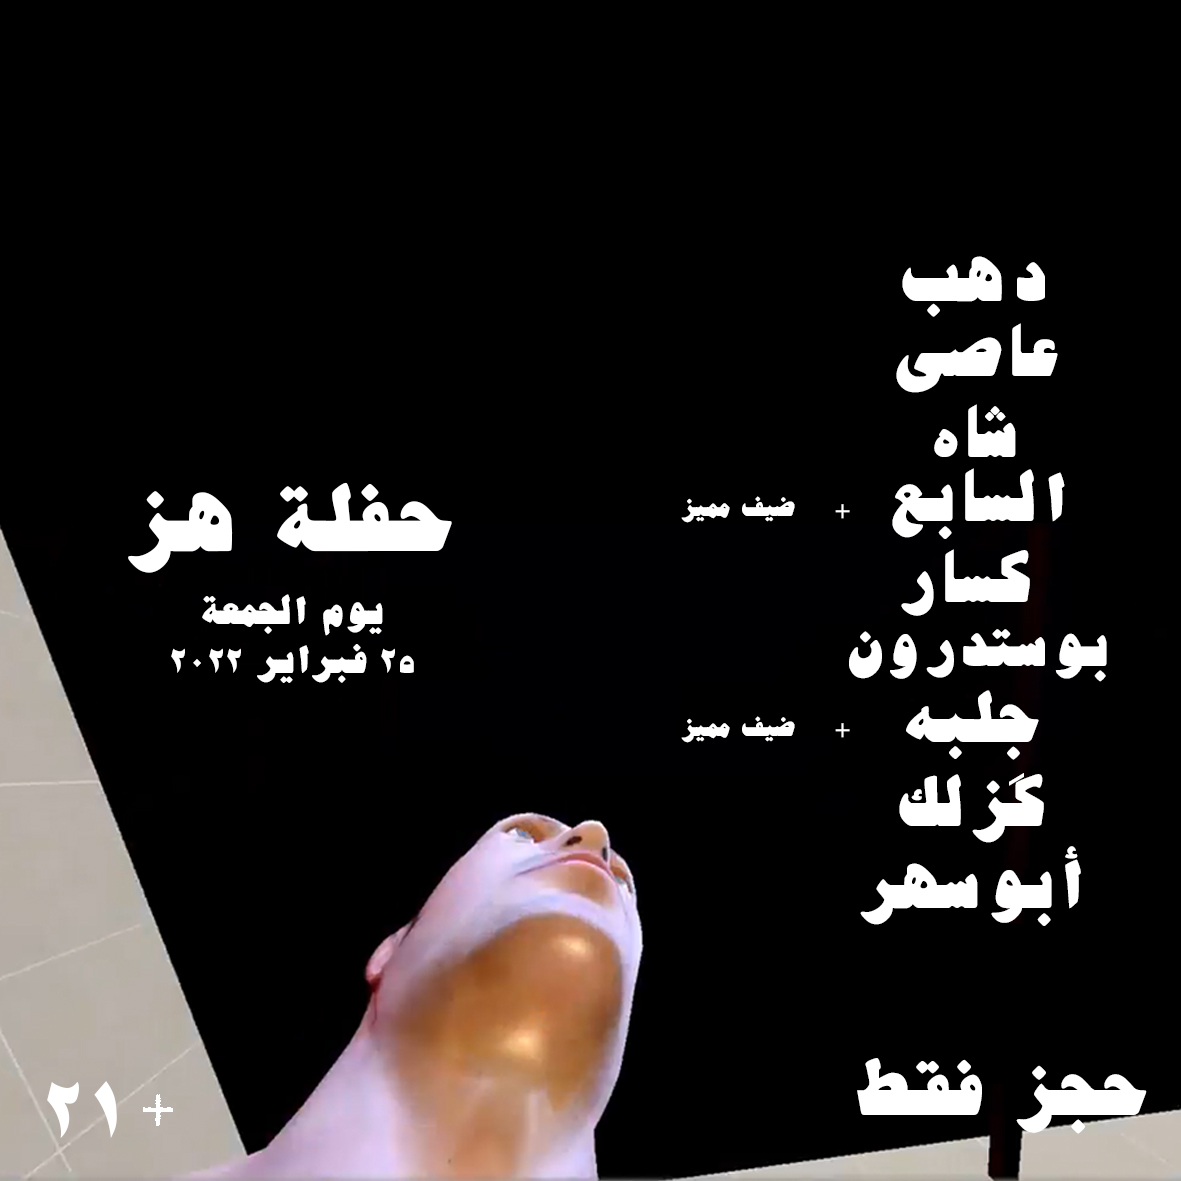 دهب
عاصى
شاه
السابع + ضيف مميز
كسار
بوستدرون
جلبه + ضيف مميز
كَزلك
أبوسهر
حفلة هز
يوم الجمعة
٢٥ فبراير ٢٠٢٢
حجز فقط
+ ٢١